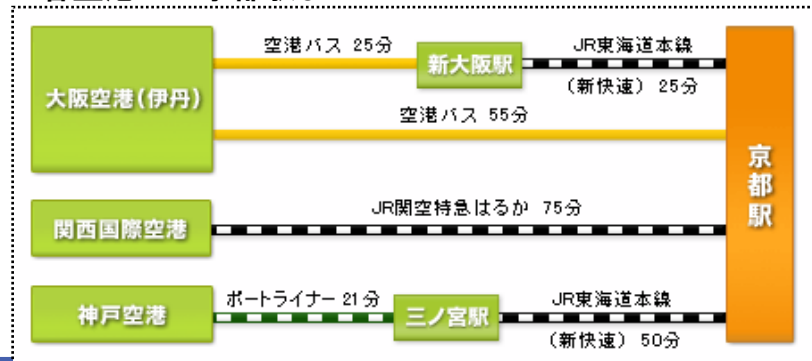 大阪空港(伊丹)
空港バス 25分
新大阪駅
JR東海道本線
(新快速) 25分
空港バス 55分
関西国際空港
JR関空特急はるか 75分
神戸空港
ポートライナー 21分
三ノ宮駅
JR東海道本線
(新快速) 50分
京都駅